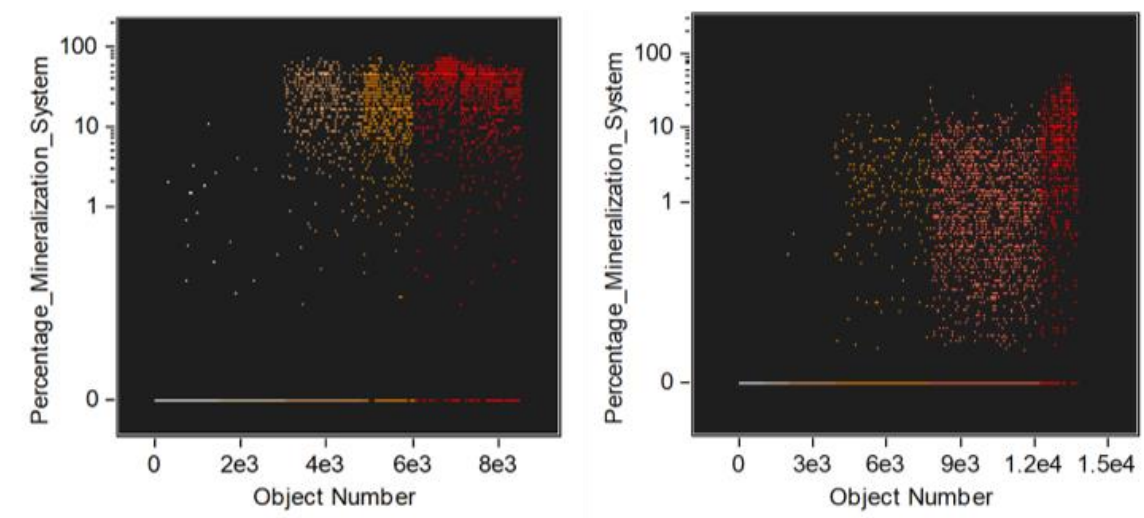 Percentage_Mineralization_System
100
10
1
0
0 2e3 4e3 6e3 8e3
Object Number
Percentage_Mineralization_System
100
10
1
0
0 3e3 6e3 9e3 1.2e4 1.5e4
Object Number